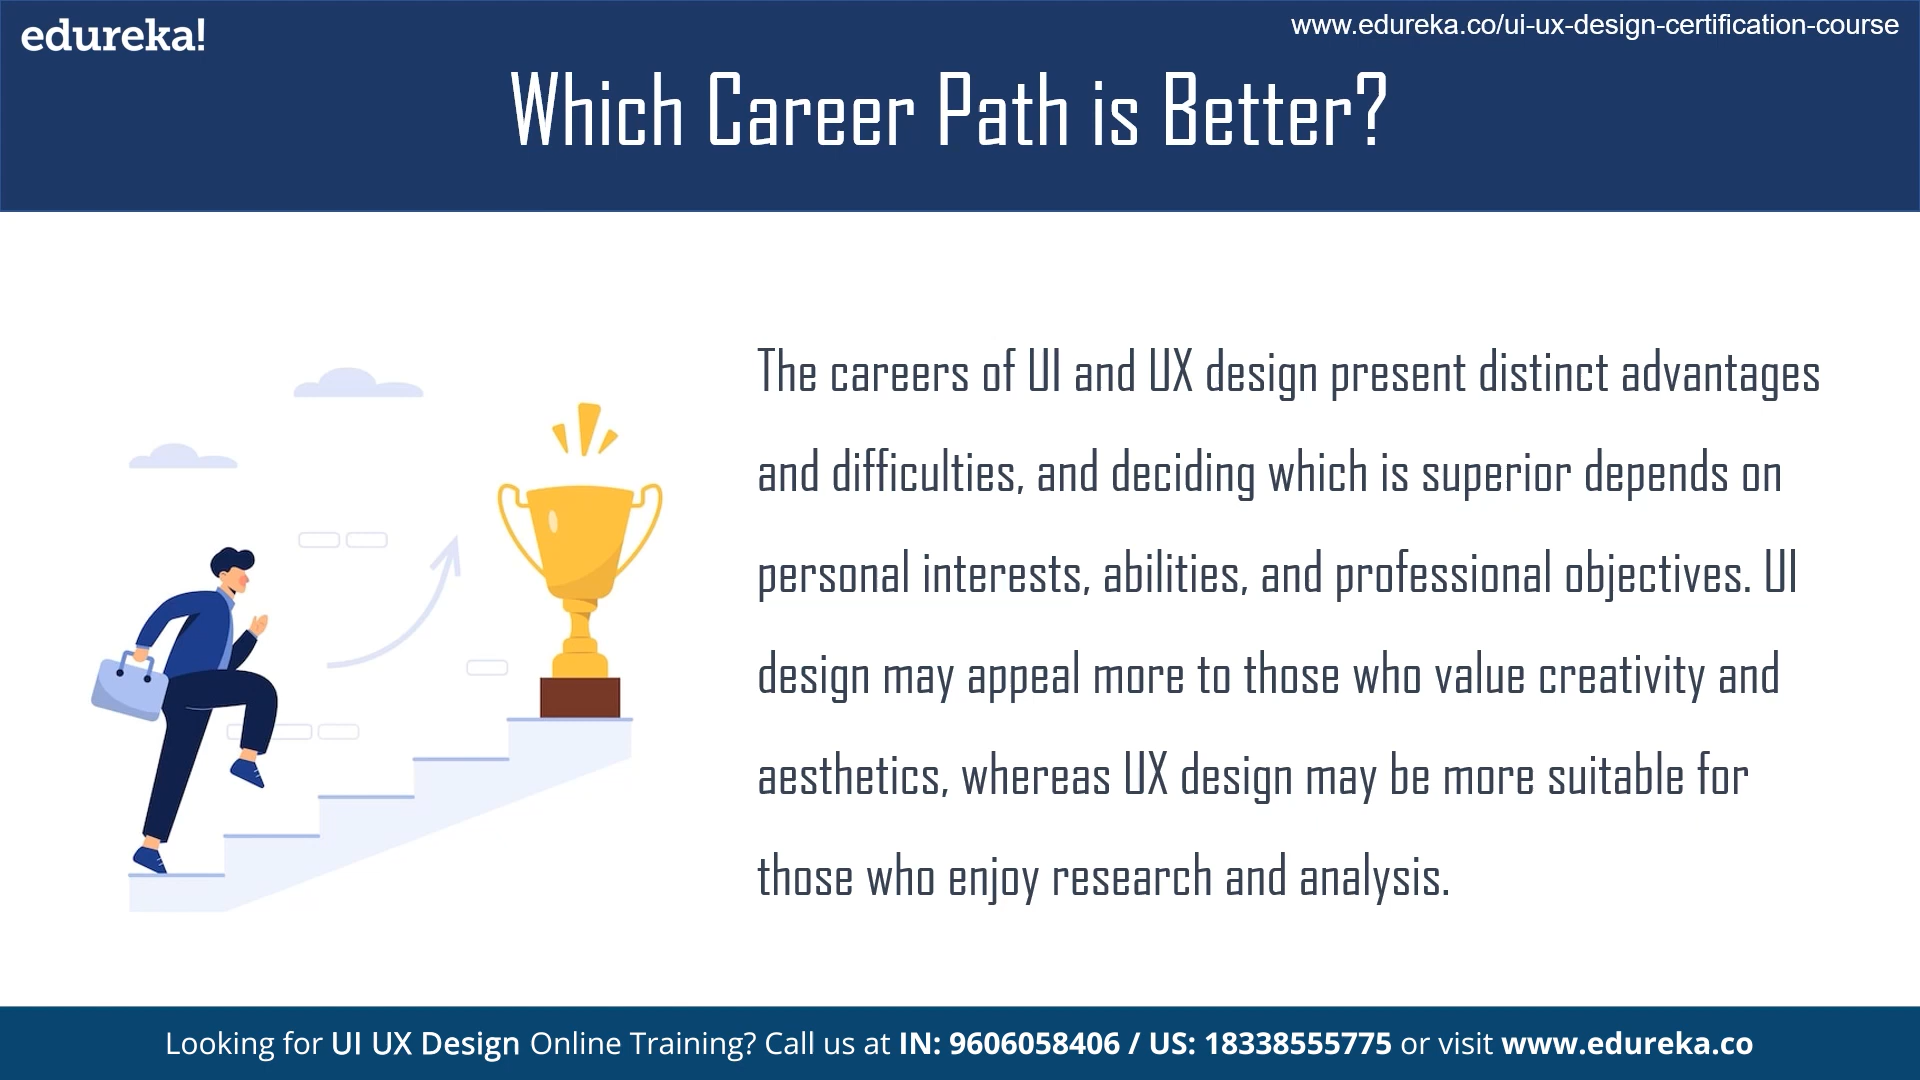 edureka!
www.edureka.co/ui-ux-design-certification-course
Which Career Path is Better?
The careers of UI and UX design present distinct advantages
and difficulties, and deciding which is superior depends on
personal interests, abilities, and professional objectives. UI
design may appeal more to those who value creativity and
aesthetics, whereas UX design may be more suitable for
those who enjoy research and analysis.
Looking for UI UX Design Online Training? Call us at IN: 9606058406 / US: 18338555775 or visit www.edureka.co